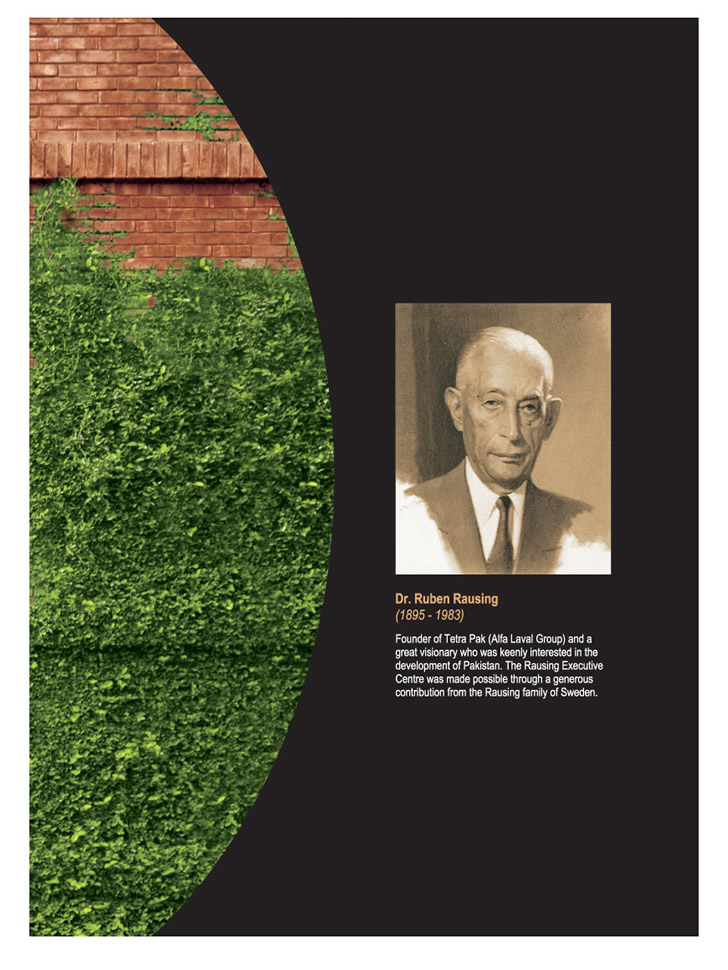 Dr. Ruben Rausing
(1895 - 1983)
Founder of Tetra Pak (Alfa Laval Group) and a
great visionary who was keenly interested in the
development of Pakistan. The Rausing Executive
Centre was made possible through a generous
contribution from the Rausing family of Sweden.